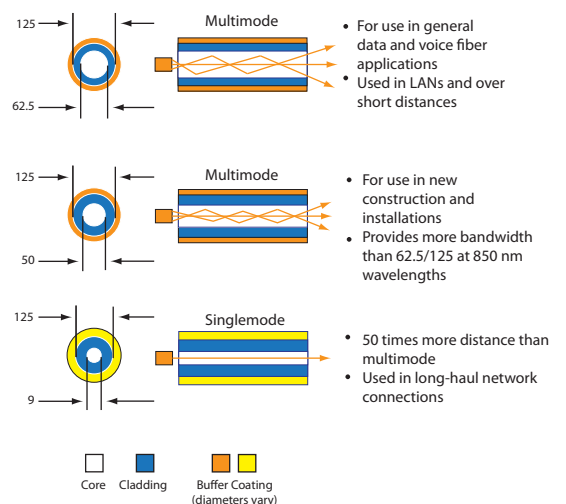 Multimode
125
62.5
• For use in general
data and voice fiber
applications
• Used in LANs and over
short distances
Multimode
125
50
• For use in new
construction and
installations
• Provides more bandwidth
than 62.5/125 at 850 nm
wavelengths
Singlemode
125
9
• 50 times more distance than
multimode
• Used in long-haul network
connections
Core
Cladding
Buffer Coating
(diameters vary)